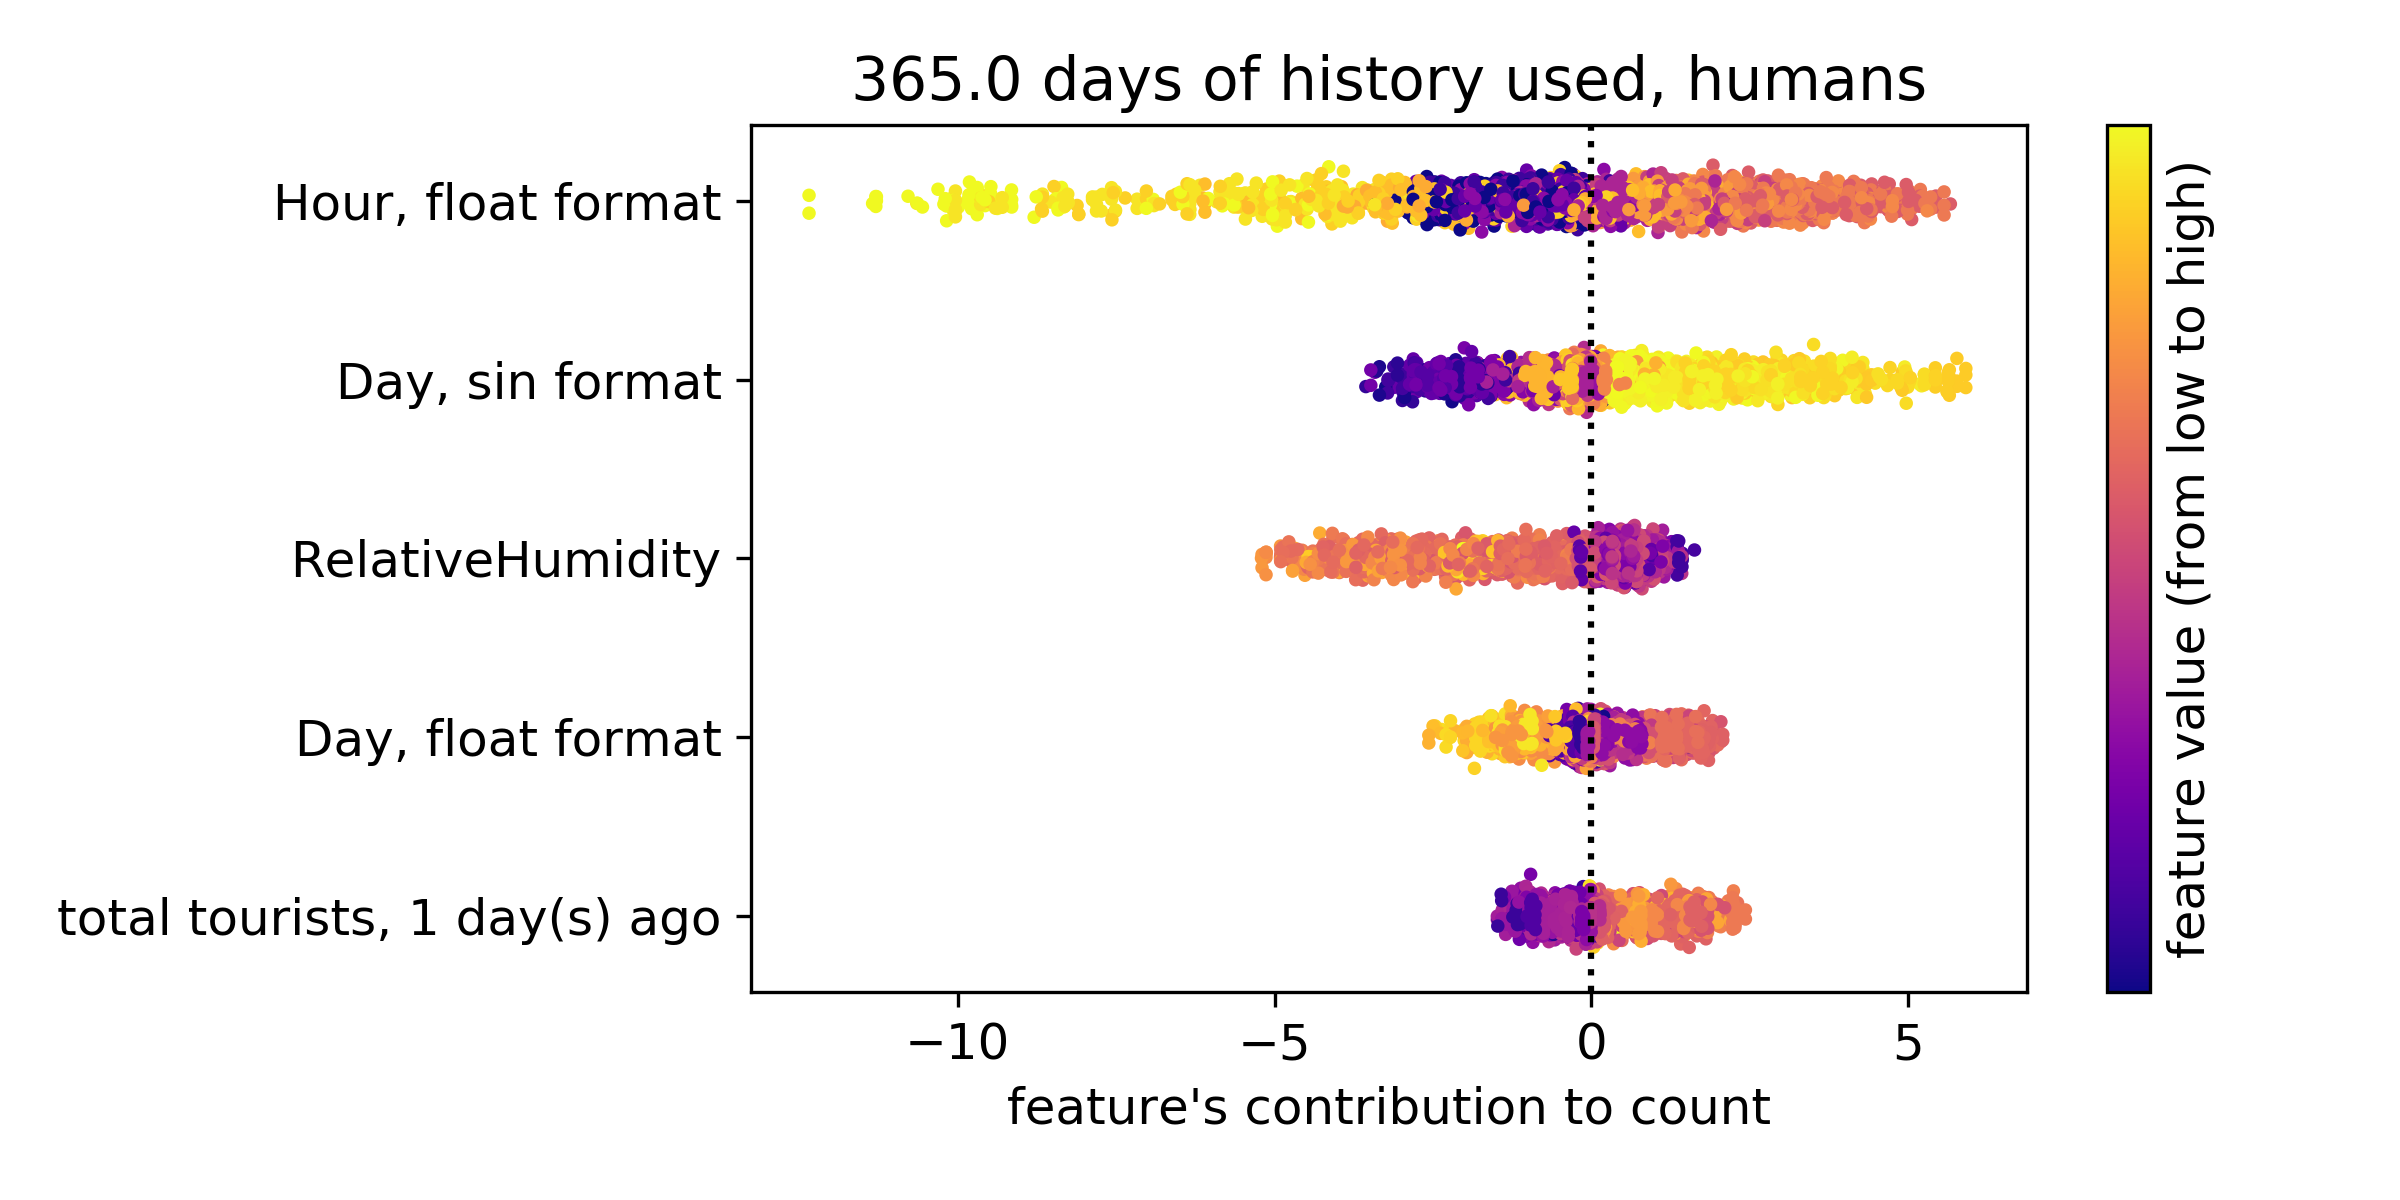 365.0 days of history used, humans
Hour, float format
Day, sin format
RelativeHumidity
Day, float format
total tourists, 1 day(s) ago
−10
−5
0
5
feature's contribution to count
feature value (from low to high)